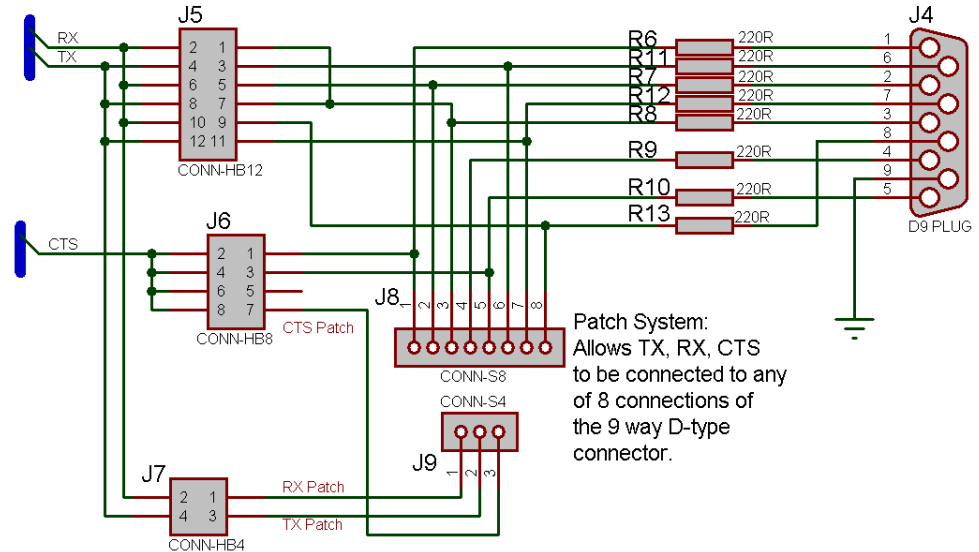 J5
J4
RX
TX
2 1
4 3
6 5
8 7
10 9
12 11
CONN-HB12
R6 220R 1
R11 220R 6
R7 220R 2
R12 220R 7
R8 220R 3
8
R9 220R 4
9
R10 220R 5
R13 220R
D9 PLUG
J6
CTS
2 1
4 3
6 5
8 7
CTS Patch
CONN-HB8
J8
1 2 3 4 5 6 7 8
CONN-S8
Patch System:
Allows TX, RX, CTS
to be connected to any
of 8 connections of
the 9 way D-type
connector.
CONN-S4
J9
1 2 3
J7
2 1
4 3
RX Patch
TX Patch
CONN-HB4